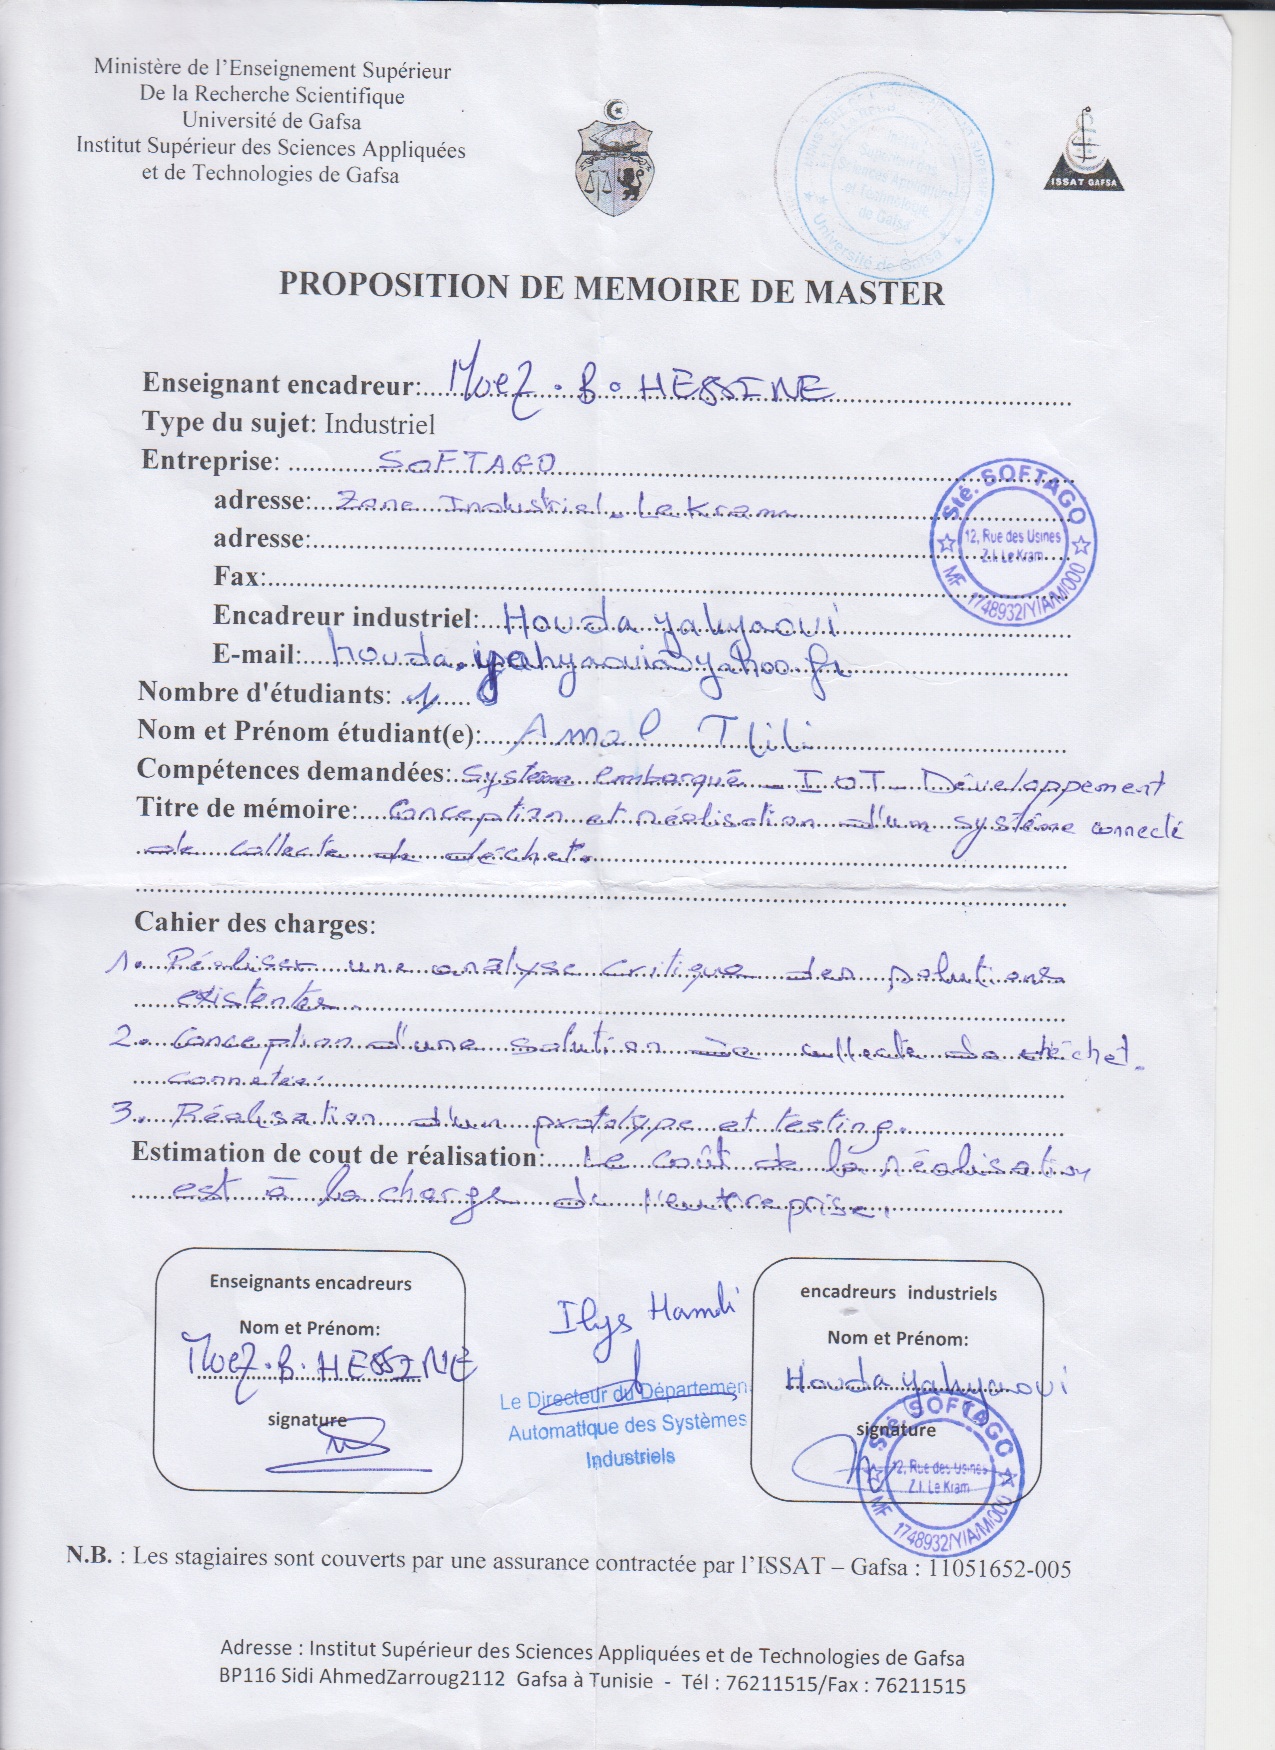 Ministère de l'Enseignement Supérieur
De la Recherche Scientifique
Université de Gafsa
Institut Supérieur des Sciences Appliquées
et de Technologies de Gafsa
Supérieur des
Sciences Appliquées
et Technologie
de Gafsa
Université de Gafsa
ISSAT GAFSA
PROPOSITION DE MEMOIRE DE MASTER
Enseignant encadreur: Moez . B. HESSINE
Type du sujet: Industriel
Entreprise: SOFTAGO
adresse: Zone Industriel, Le Kram
adresse:
Fax:
Sté. SOFTAGO
12, Rue des Usines
Z.I. Le Kram
MF 1748932/Y/A/M/000
Encadreur industriel: Houda Yahyaoui
E-mail: houda.yahyaoui@yahoo.fr
Nombre d'étudiants: 1
Nom et Prénom étudiant(e): Amal Tlili
Compétences demandées: Système embarqué - IOT - Développement
Titre de mémoire: Conception et réalisation d'un système connecté
de collecte de déchet.
Cahier des charges:
1. Réaliser une analyse critique des solutions
existentes.
2. Conception d'une solution de collecte de déchet.
connetée.
3. Réalisation d'un prototype et testing.
Estimation de cout de réalisation: Le coût de la réalisation
est à la charge de l'entreprise.
Enseignants encadreurs
Nom et Prénom:
Moez. B. HESSINE
signature
Ilys Hamdi
Le Directeur du Départemen
Automatique des Systèmes
Industriels
encadreurs industriels
Nom et Prénom:
Houda Yahyaoui
signature
Sté. SOFTAGO
12, Rue des Usines
Z.I. Le Kram
MF 1748932/Y/A/M/000
N.B. : Les stagiaires sont couverts par une assurance contractée par l'ISSAT – Gafsa : 11051652-005
Adresse : Institut Supérieur des Sciences Appliquées et de Technologies de Gafsa
BP116 Sidi AhmedZarroug2112 Gafsa à Tunisie - Tél : 76211515/Fax : 76211515